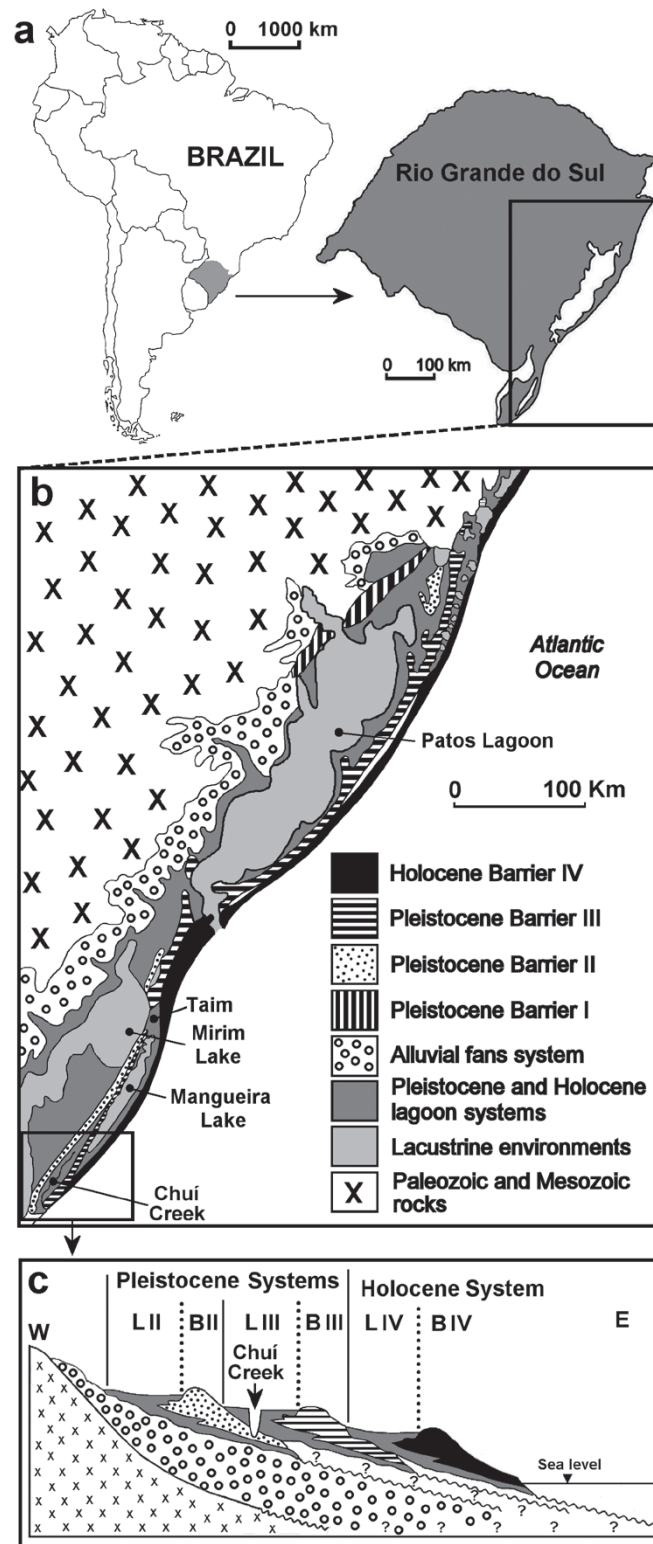 a
0 1000 km
BRAZIL
Rio Grande do Sul
0 100 km
b
Atlantic
Ocean
Patos Lagoon
0 100 Km
Holocene Barrier IV
Pleistocene Barrier III
Pleistocene Barrier II
Pleistocene Barrier I
Alluvial fans system
Pleistocene and Holocene
lagoon systems
Lacustrine environments
X Paleozoic and Mesozoic
rocks
Taim
Mirim
Lake
Mangueira
Lake
Chuí
Creek
c
Pleistocene Systems Holocene System
W L II B II L III B III L IV B IV E
Chuí
Creek
Sea level